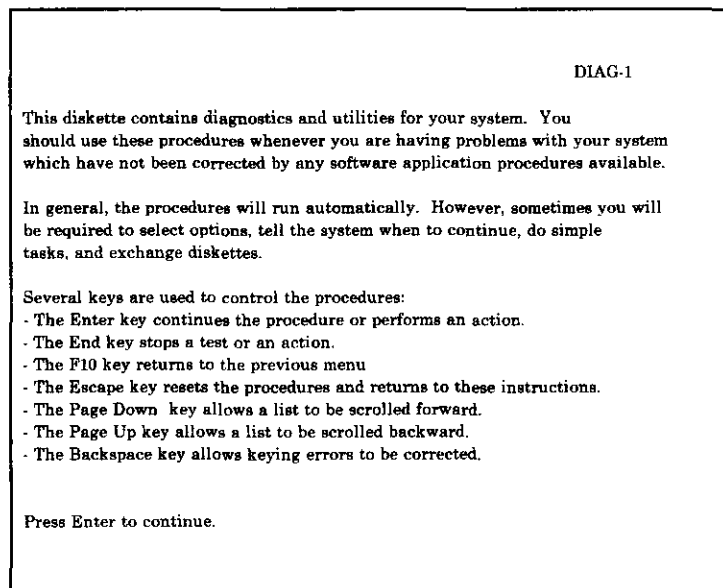 DIAG-1
This diskette contains diagnostics and utilities for your system. You
should use these procedures whenever you are having problems with your system
which have not been corrected by any software application procedures available.
In general, the procedures will run automatically. However, sometimes you will
be required to select options, tell the system when to continue, do simple
tasks, and exchange diskettes.
Several keys are used to control the procedures:
- The Enter key continues the procedure or performs an action.
- The End key stops a test or an action.
- The F10 key returns to the previous menu
- The Escape key resets the procedures and returns to these instructions.
- The Page Down key allows a list to be scrolled forward.
- The Page Up key allows a list to be scrolled backward.
- The Backspace key allows keying errors to be corrected.
Press Enter to continue.